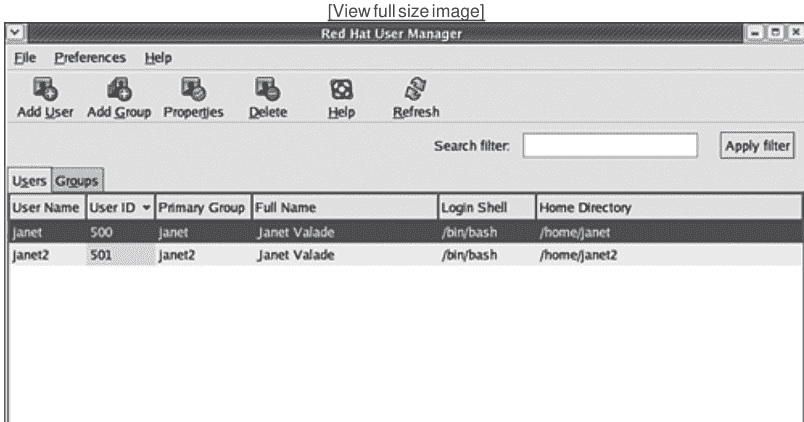 [View full size image]
Red Hat User Manager
File Preferences Help
Add User Add Group Properties Delete Help Refresh
Search filter: Apply filter
Users Groups
User Name User ID Primary Group Full Name Login Shell Home Directory
janet 500 janet Janet Valade /bin/bash /home/janet
janet2 501 janet2 Janet Valade /bin/bash /home/janet2